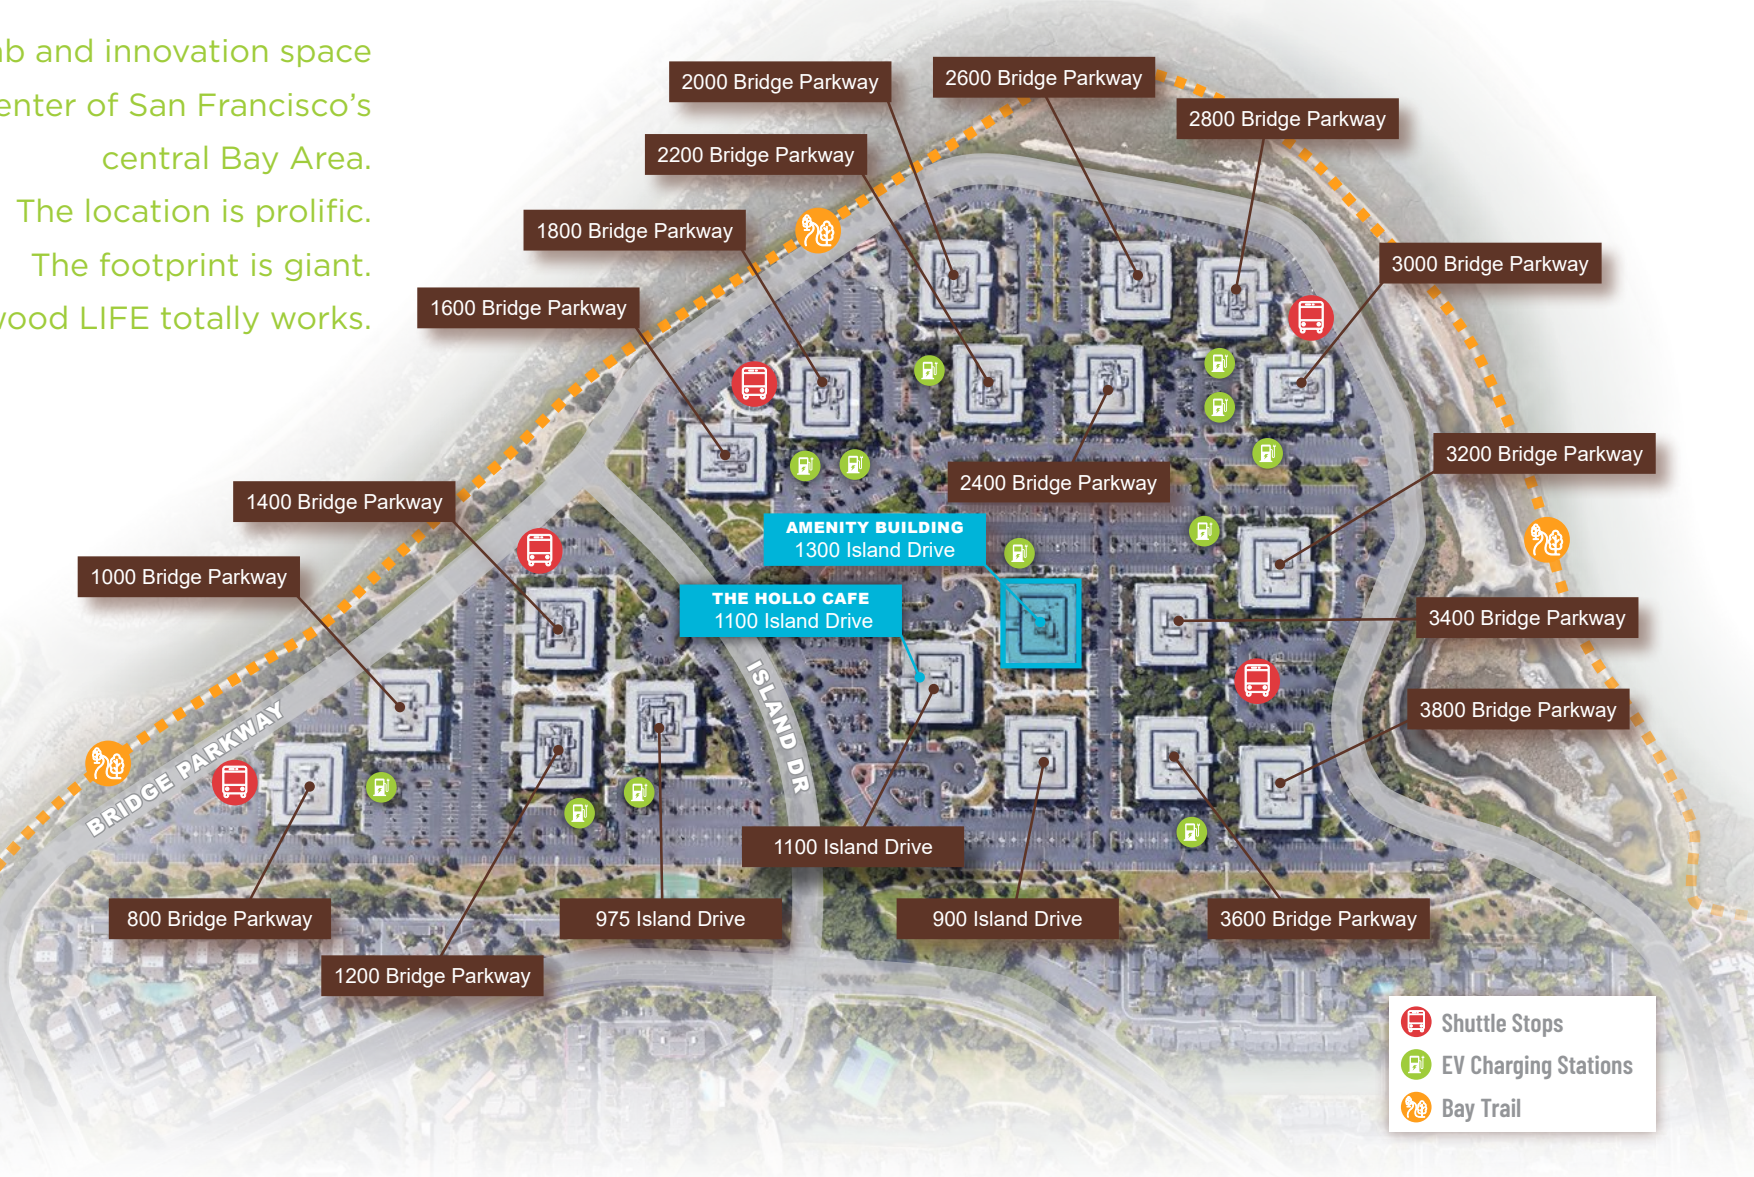 ab and innovation space
enter of San Francisco's
central Bay Area.
The location is prolific.
The footprint is giant.
wood LIFE totally works.
2000 Bridge Parkway
2600 Bridge Parkway
2800 Bridge Parkway
2200 Bridge Parkway
1800 Bridge Parkway
3000 Bridge Parkway
1600 Bridge Parkway
3200 Bridge Parkway
2400 Bridge Parkway
1400 Bridge Parkway
AMENITY BUILDING
1300 Island Drive
1000 Bridge Parkway
THE HOLLO CAFE
1100 Island Drive
3400 Bridge Parkway
ISLAND DR
3800 Bridge Parkway
BRIDGE PARKWAY
1100 Island Drive
800 Bridge Parkway
975 Island Drive
900 Island Drive
3600 Bridge Parkway
1200 Bridge Parkway
Shuttle Stops
EV Charging Stations
Bay Trail